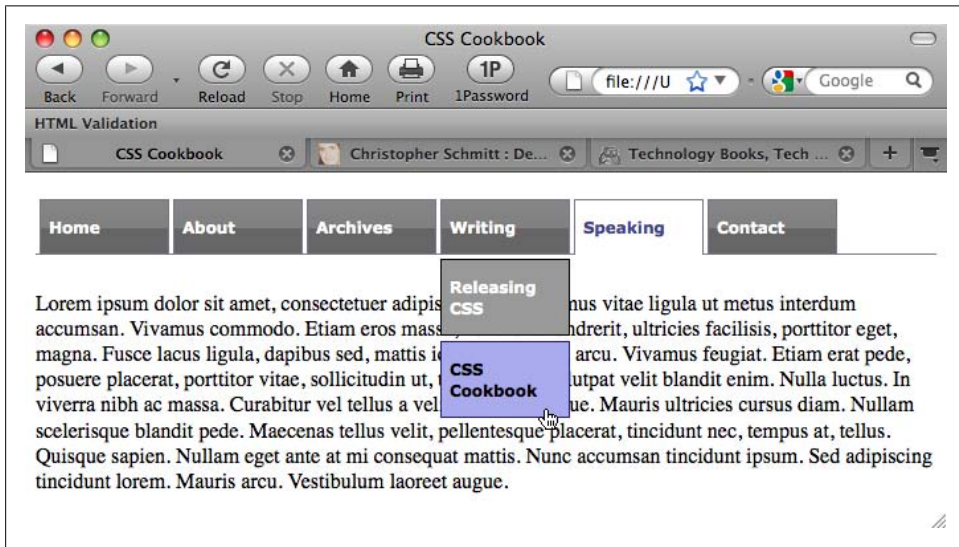 CSS Cookbook
1P
file:///U
Google
Back Forward Reload Stop Home Print 1Password
HTML Validation
CSS Cookbook
Christopher Schmitt : De...
Technology Books, Tech ...
Home
About
Archives
Writing
Speaking
Contact
Releasing
CSS
CSS
Cookbook
Lorem ipsum dolor sit amet, consectetuer adipis mus vitae ligula ut metus interdum
accumsan. Vivamus commodo. Etiam eros mass ndrerit, ultricies facilisis, porttitor eget,
magna. Fusce lacus ligula, dapibus sed, mattis i arcu. Vivamus feugiat. Etiam erat pede,
posuere placerat, porttitor vitae, sollicitudin ut, lutpat velit blandit enim. Nulla luctus. In
viverra nibh ac massa. Curabitur vel tellus a vel ue. Mauris ultricies cursus diam. Nullam
scelerisque blandit pede. Maecenas tellus velit, pellentesque placerat, tincidunt nec, tempus at, tellus.
Quisque sapien. Nullam eget ante at mi consequat mattis. Nunc accumsan tincidunt ipsum. Sed adipiscing
tincidunt lorem. Mauris arcu. Vestibulum laoreet augue.